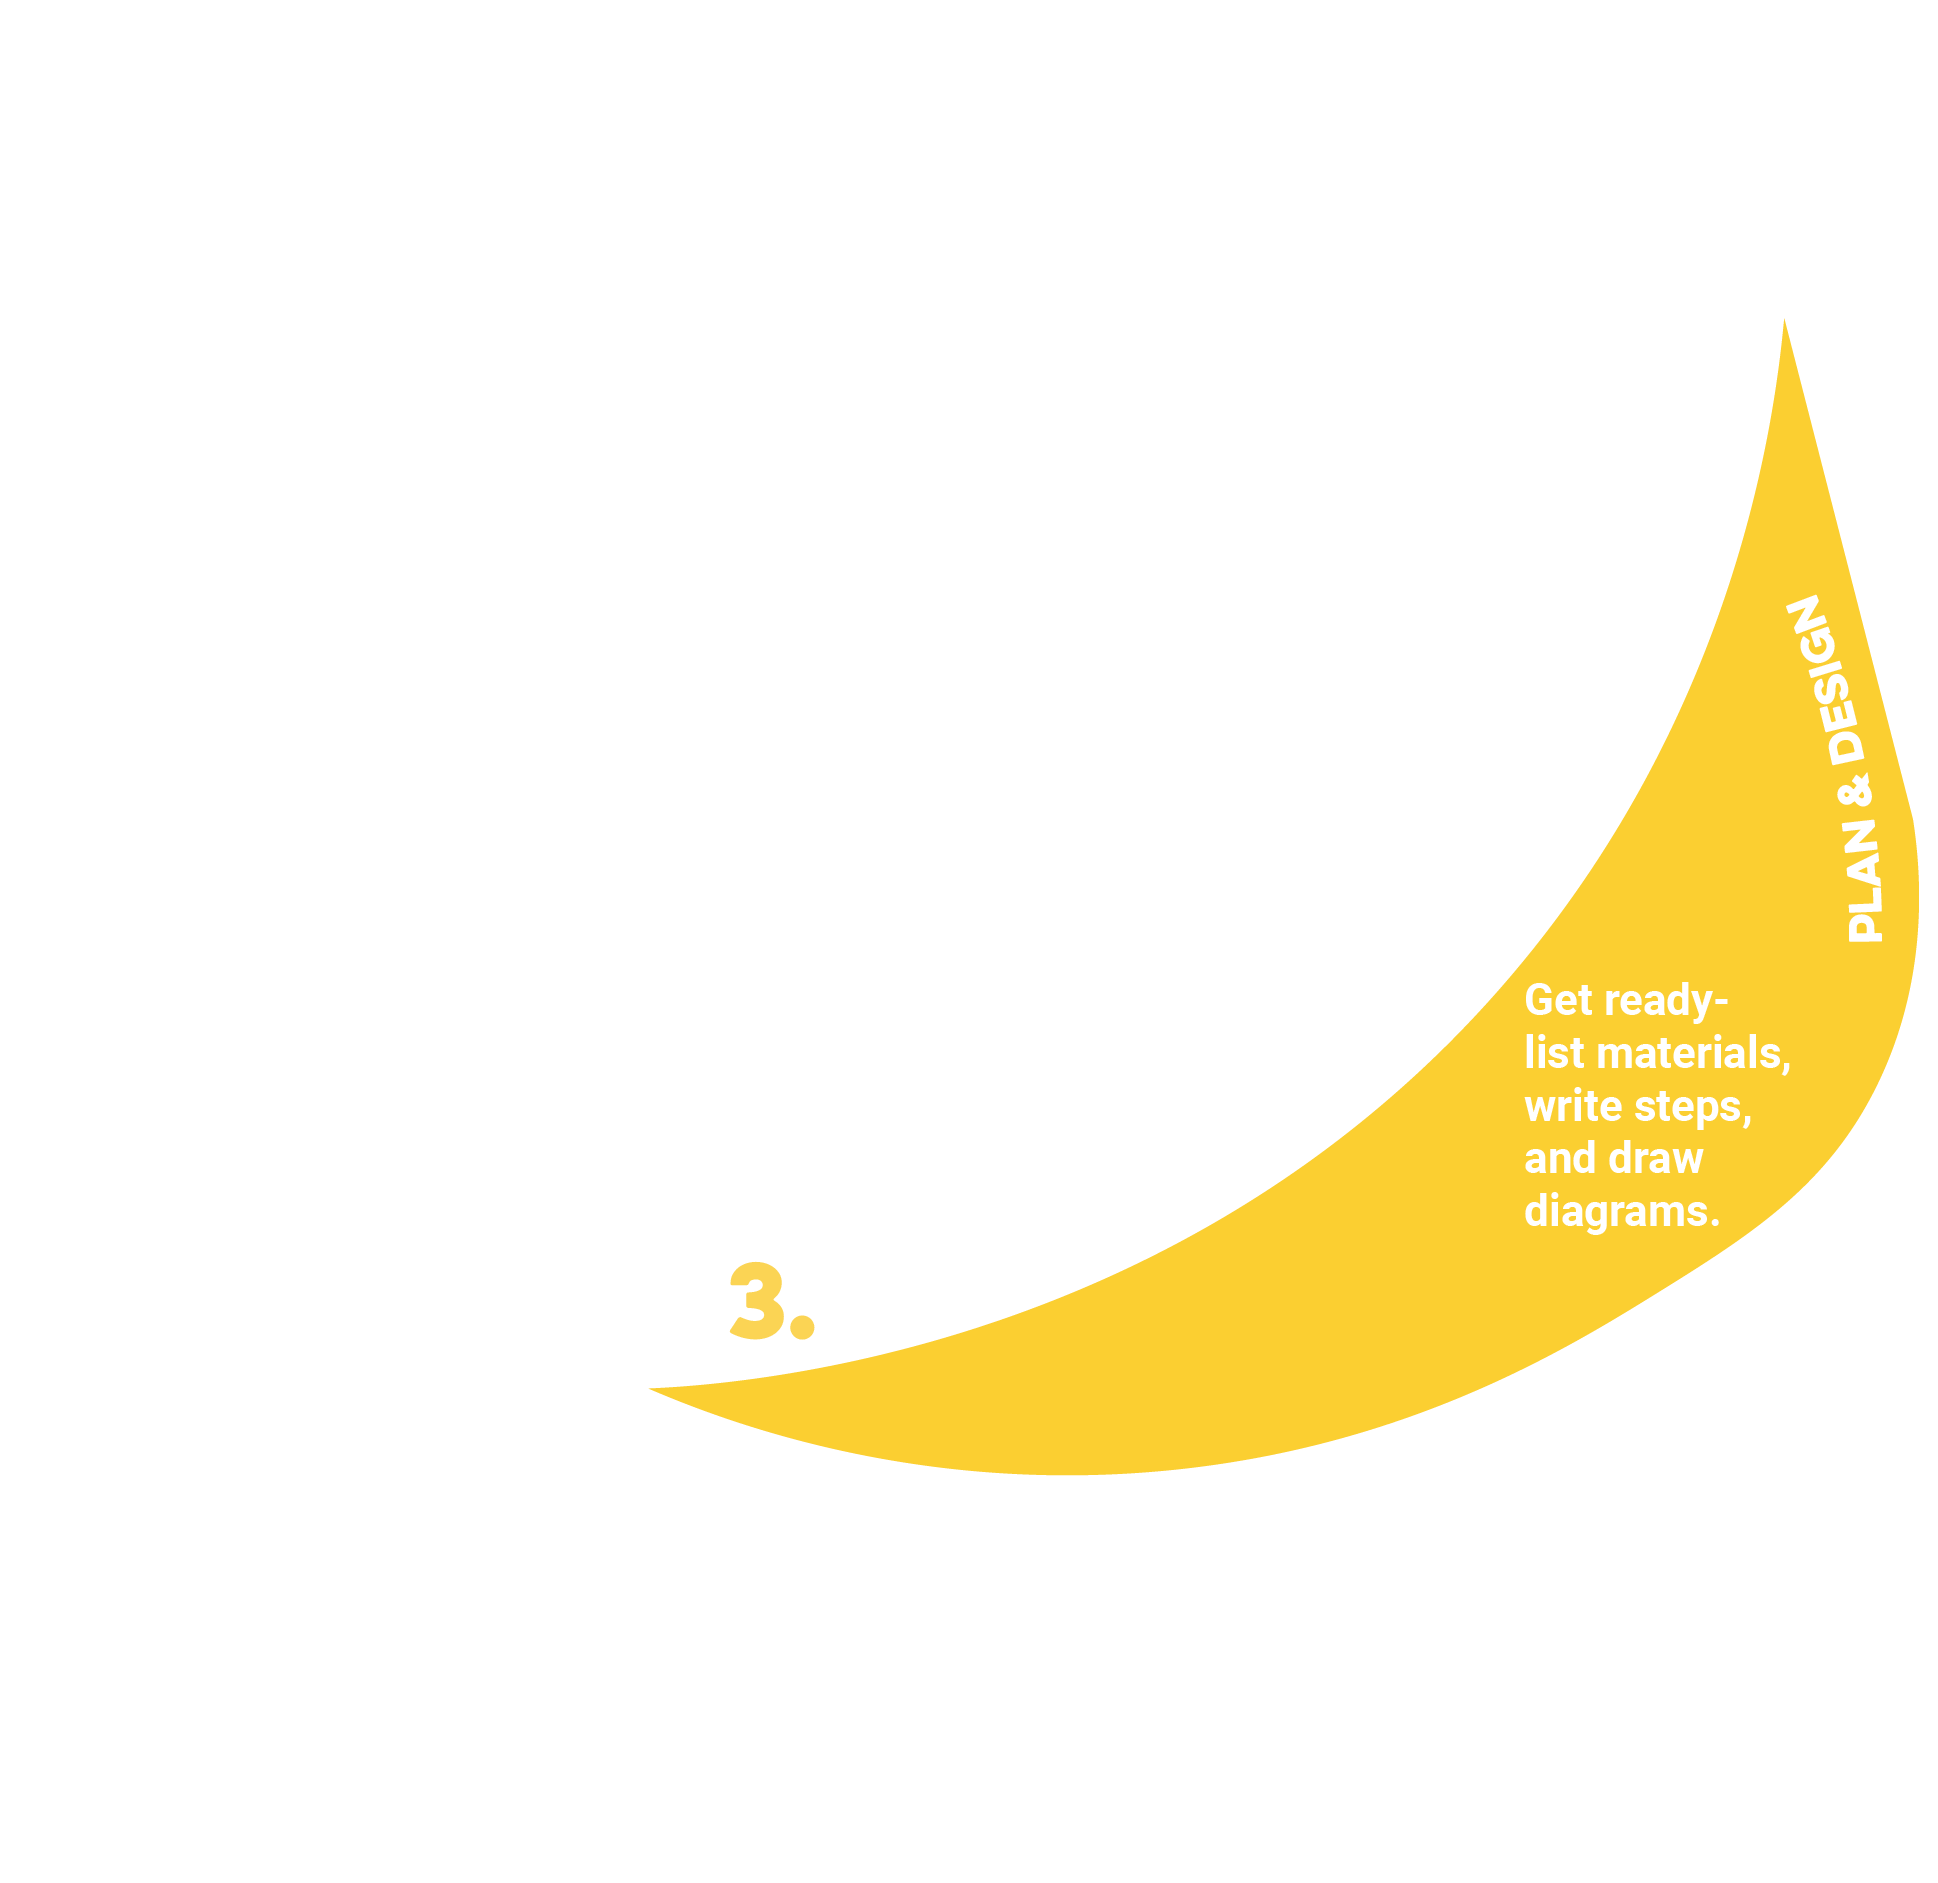 3.
PLAN & DESIGN
Get ready-
list materials,
write steps,
and draw
diagrams.